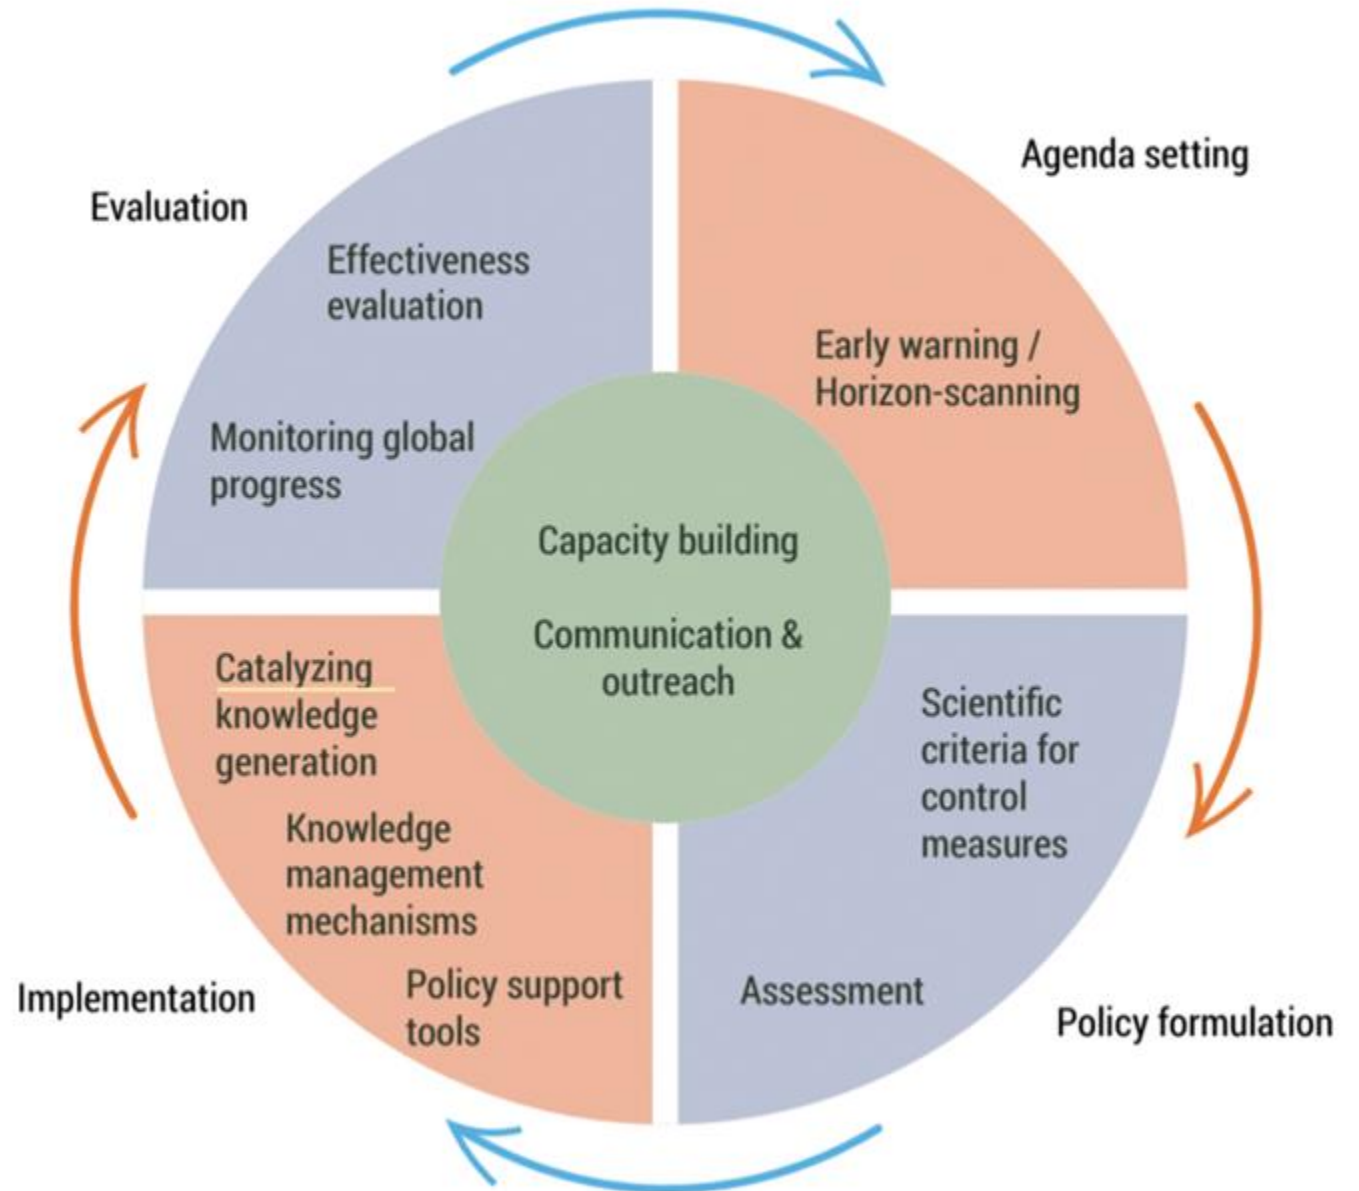 Agenda setting
Evaluation
Effectiveness
evaluation
Early warning /
Horizon-scanning
Monitoring global
progress
Capacity building
Communication &
outreach
Catalyzing
knowledge
generation
Scientific
criteria for
control
measures
Knowledge
management
mechanisms
Policy support
tools
Assessment
Implementation
Policy formulation